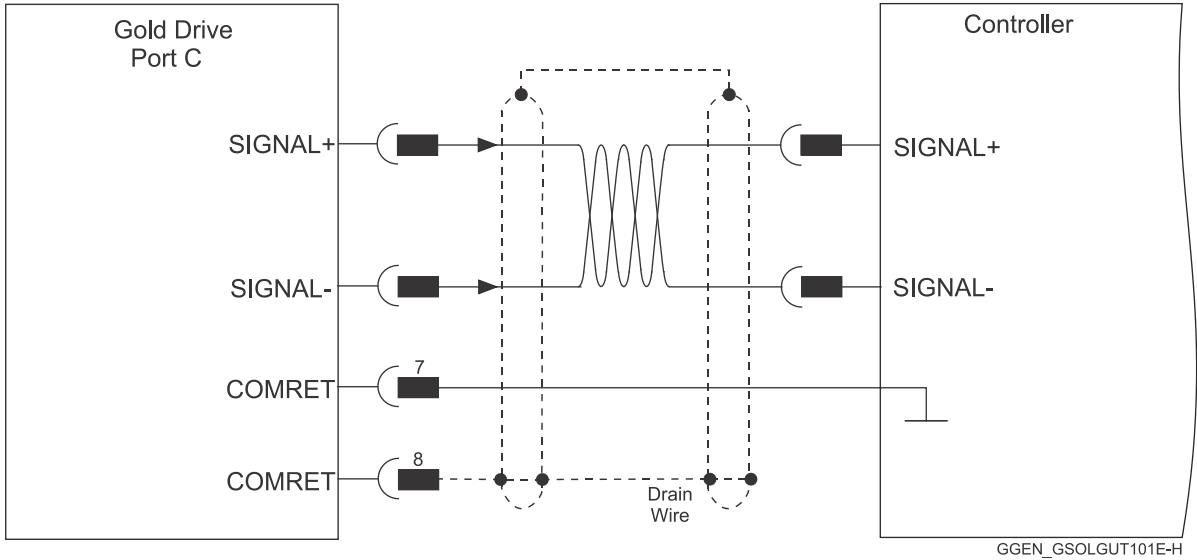 Gold Drive
Port C
Controller
SIGNAL+
SIGNAL+
SIGNAL-
SIGNAL-
COMRET
7
COMRET
8
Drain
Wire
GGEN_GSOLGUT101E-H